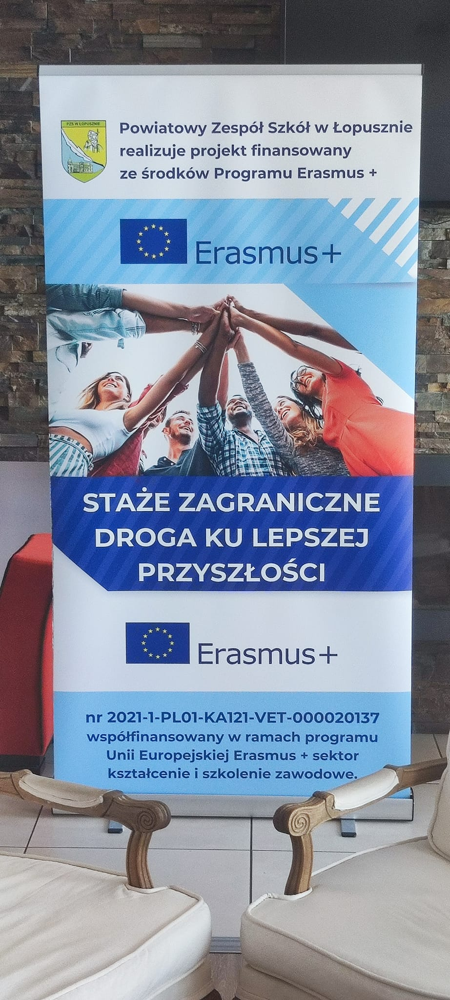 PZS W ŁOPUSZNIE
Powiatowy Zespół Szkół w Łopusznie
realizuje projekt finansowany
ze środków Programu Erasmus +
Erasmus+
STAŻE ZAGRANICZNE
DROGA KU LEPSZEJ
PRZYSZŁOŚCI
Erasmus+
nr 2021-1-PL01-KA121-VET-000020137
współfinansowany w ramach programu
Unii Europejskiej Erasmus + sektor
kształcenie i szkolenie zawodowe.